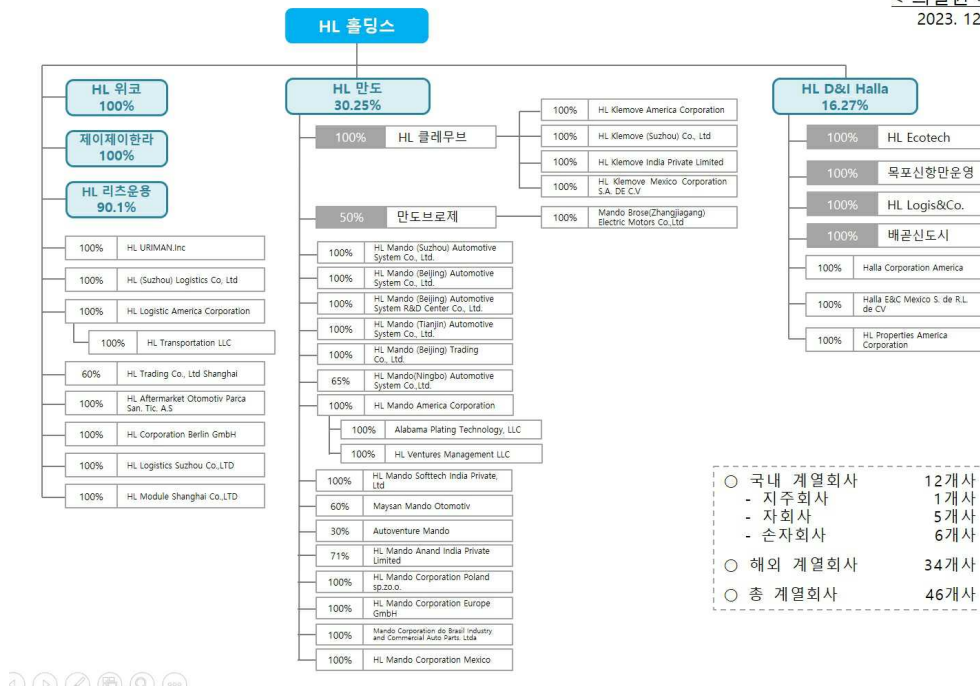 2023. 12
HL 홀딩스
HL 위코
100%
제이제이한라
100%
HL 리츠운용
90.1%
100% HL URIMAN.Inc
100% HL (Suzhou) Logistics Co, Ltd
100% HL Logistic America Corporation
100% HL Transportation LLC
60% HL Trading Co., Ltd Shanghai
100% HL Aftermarket Otomotiv Parca
San. Tic. A.S
100% HL Corporation Berlin GmbH
100% HL Logistics Suzhou Co.,LTD
100% HL Module Shanghai Co.,LTD
HL 만도
30.25%
100% HL 클레무브
100% HL Klemove America Corporation
100% HL Klemove (Suzhou) Co., Ltd
100% HL Klemove India Private Limited
100% HL Klemove Mexico Corporation
S.A. DE C.V
50% 만도브로제
100% Mando Brose(Zhangjiagang)
Electric Motors Co.,Ltd
100% HL Mando (Suzhou) Automotive
System Co., Ltd.
100% HL Mando (Beijing) Automotive
System Co., Ltd.
100% HL Mando (Beijing) Automotive
System R&D Center Co., Ltd.
100% HL Mando (Tianjin) Automotive
System Co., Ltd.
100% HL Mando (Beijing) Trading
Co., Ltd.
65% HL Mando(Ningbo) Automotive
System Co.,Ltd.
100% HL Mando America Corporation
100% Alabama Plating Technology, LLC
100% HL Ventures Management LLC
100% HL Mando Softtech India Private,
Ltd
60% Maysan Mando Otomotiv
30% Autoventure Mando
71% HL Mando Anand India Private
Limited
100% HL Mando Corporation Poland
sp.zo.o.
100% HL Mando Corporation Europe
GmbH
100% Mando Corporation do Brasil Industry
and Commercial Auto Parts. Ltda
100% HL Mando Corporation Mexico
HL D&I Halla
16.27%
100% HL Ecotech
100% 목포신항만운영
100% HL Logis&Co.
100% 배곧신도시
100% Halla Corporation America
100% Halla E&C Mexico S. de R.L.
de CV
100% HL Properties America
Corporation
○ 국내 계열회사 12개사
- 지주회사 1개사
- 자회사 5개사
- 손자회사 6개사
○ 해외 계열회사 34개사
○ 총 계열회사 46개사